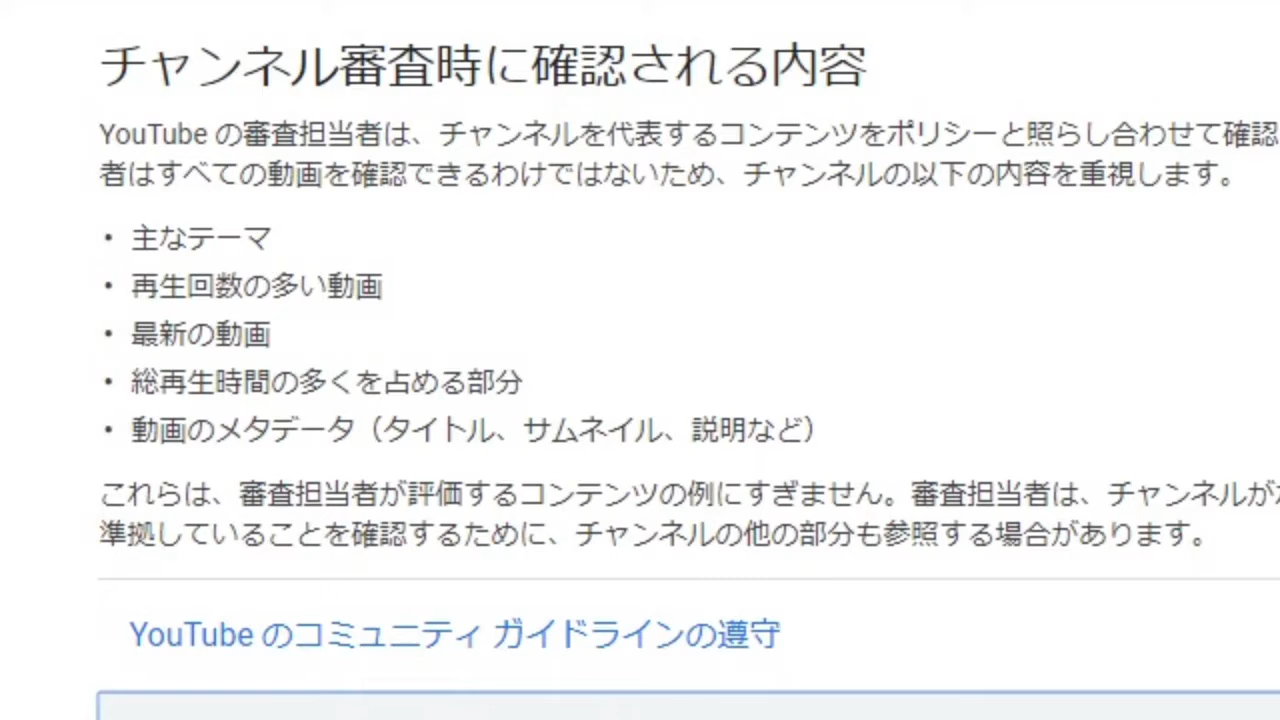 チャンネル審査時に確認される内容
YouTube の審査担当者は、チャンネルを代表するコンテンツをポリシーと照らし合わせて確認
者はすべての動画を確認できるわけではないため、チャンネルの以下の内容を重視します。
・ 主なテーマ
・ 再生回数の多い動画
・ 最新の動画
・ 総再生時間の多くを占める部分
・ 動画のメタデータ（タイトル、サムネイル、説明など）
これらは、審査担当者が評価するコンテンツの例にすぎません。審査担当者は、チャンネルが
準拠していることを確認するために、チャンネルの他の部分も参照する場合があります。
YouTube のコミュニティ ガイドラインの遵守